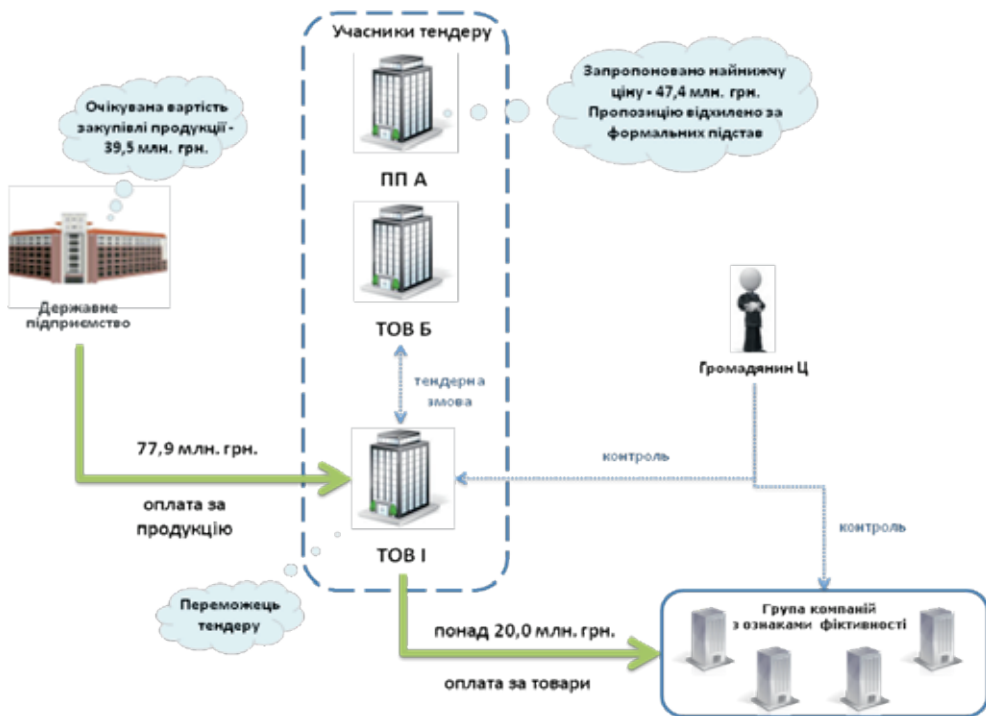 Учасники тендеру
Очікувана вартість
закупівлі продукції -
39,5 млн. грн.
Запропоновано найнижчу
ціну - 47,4 млн. грн.
Пропозицію відхилено за
формальних підстав
ПП А
Державне
підприємство
ТОВ Б
Громадянин Ц
тендерна
змова
77,9 млн. грн.
контроль
оплата за
продукцію
контроль
ТОВ І
Переможець
тендеру
понад 20,0 млн. грн.
оплата за товари
Група компаній
з ознаками фіктивності